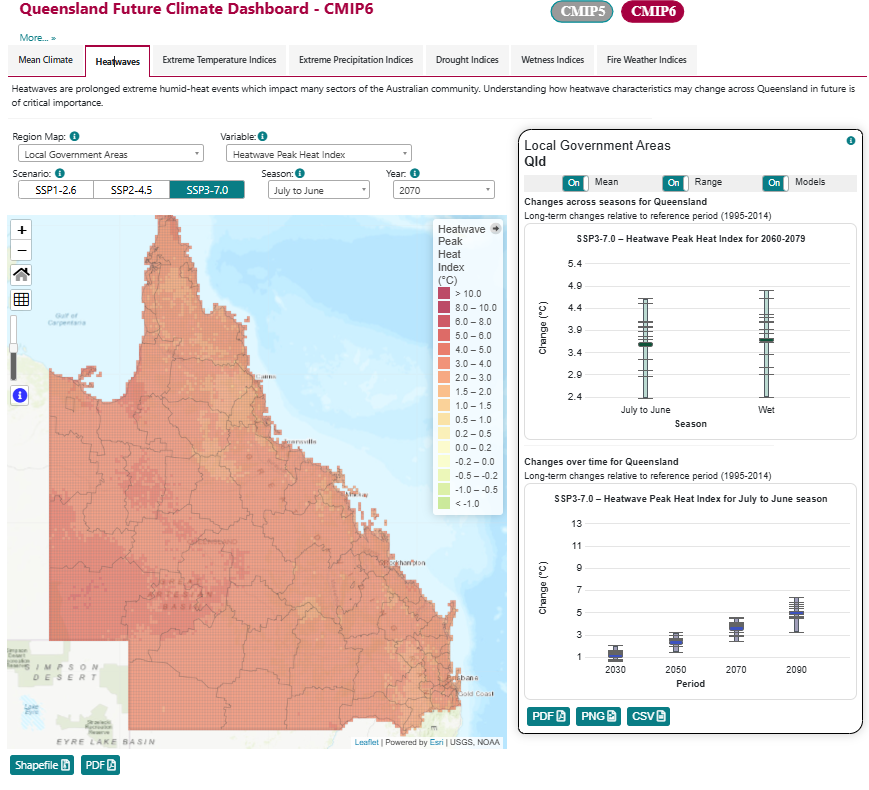 Queensland Future Climate Dashboard - CMIP6
CMIP5
CMIP6
More... »
Mean Climate
Heatwaves
Extreme Temperature Indices
Extreme Precipitation Indices
Drought Indices
Wetness Indices
Fire Weather Indices
Heatwaves are prolonged extreme humid-heat events which impact many sectors of the Australian community. Understanding how heatwave characteristics may change across Queensland in future is
of critical importance.
Region Map:
Variable:
Local Government Areas
Heatwave Peak Heat Index
Scenario:
Season:
Year:
SSP1-2.6
SSP2-4.5
SSP3-7.0
July to June
2070
+
−
Gulf of
Carpentaria
Cairns
Mackay
GREAT
ARTESIAN
BASIN
SIMPSON
DESERT
Gold Coast
EYRE LAKE BASIN
Leaflet | Powered by Esri | USGS, NOAA
Heatwave
Peak
Heat
Index
(°C)
> 10.0
8.0 – 10.0
6.0 – 8.0
5.0 – 6.0
4.0 – 5.0
3.0 – 4.0
2.0 – 3.0
1.5 – 2.0
1.0 – 1.5
0.5 – 1.0
0.2 – 0.5
0.0 – 0.2
-0.2 – 0.0
-0.5 – -0.2
-1.0 – -0.5
< -1.0
Shapefile
PDF
Local Government Areas
Qld
On
Mean
On
Range
On
Models
Changes across seasons for Queensland
Long-term changes relative to reference period (1995-2014)
SSP3-7.0 – Heatwave Peak Heat Index for 2060-2079
Change (°C)
5.4
4.9
4.4
3.9
3.4
2.9
2.4
July to June
Wet
Season
Changes over time for Queensland
Long-term changes relative to reference period (1995-2014)
SSP3-7.0 – Heatwave Peak Heat Index for July to June season
Change (°C)
13
11
9
7
5
3
1
2030
2050
2070
2090
Period
PDF
PNG
CSV